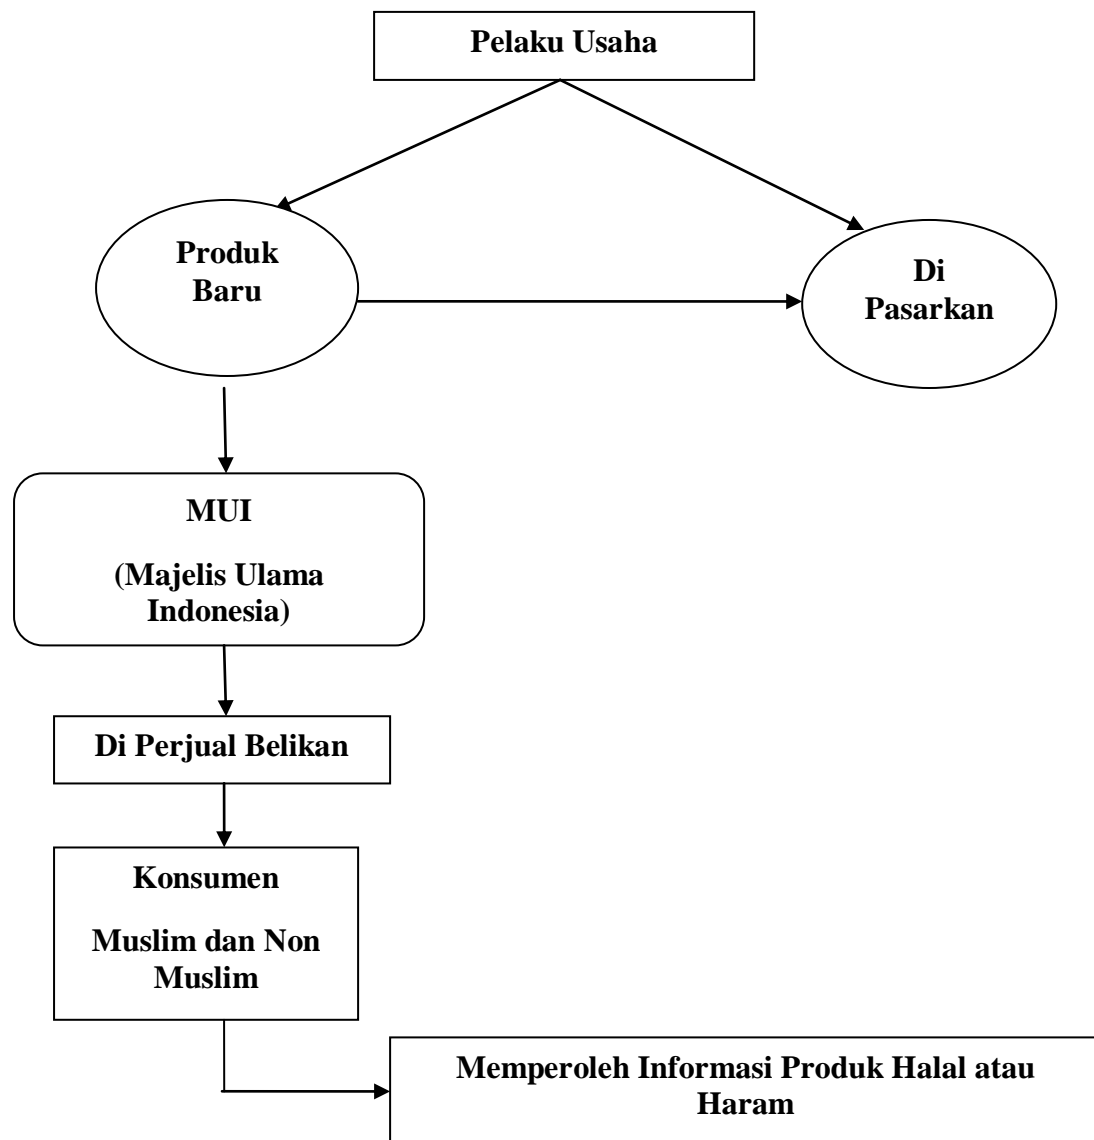 Pelaku Usaha
Produk
Baru
Di
Pasarkan
MUI
(Majelis Ulama
Indonesia)
Di Perjual Belikan
Konsumen
Muslim dan Non
Muslim
Memperoleh Informasi Produk Halal atau
Haram